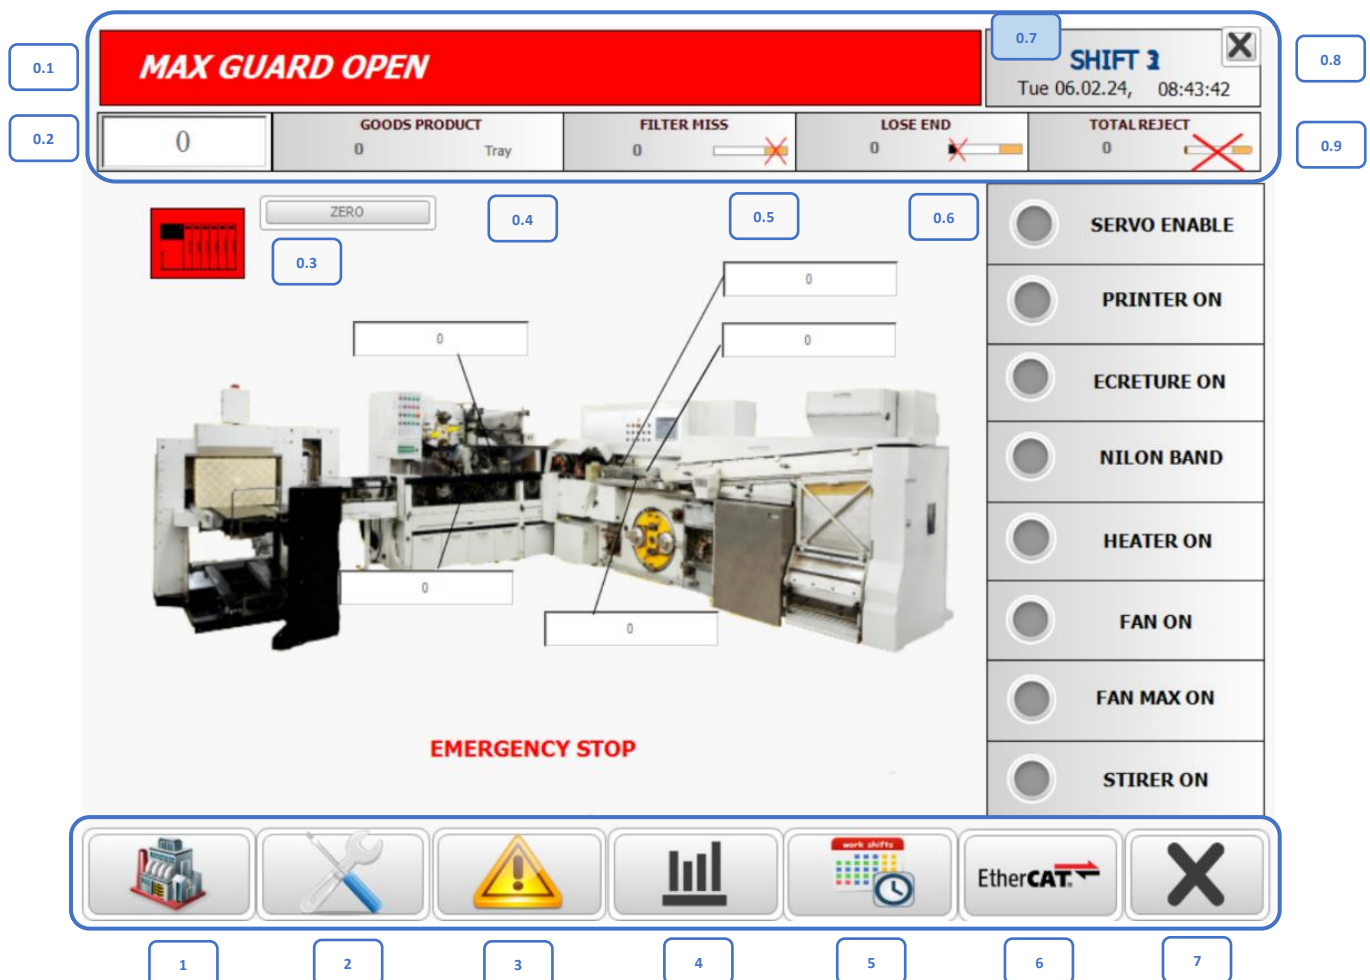 0.7
0.1
MAX GUARD OPEN
SHIFT
0.8
Tue 06.02.24, 08:43:42
0.2
0
GOODS PRODUCT
0 Tray
FILTER MISS
0
LOSE END
0
TOTAL REJECT
0
0.9
ZERO
0.3
0.4
0.5
0.6
SERVO ENABLE
0
PRINTER ON
0
0
ECRETURE ON
NILON BAND
HEATER ON
0
FAN ON
0
FAN MAX ON
EMERGENCY STOP
STIRER ON
work shifts
EtherCAT
1
2
3
4
5
6
7